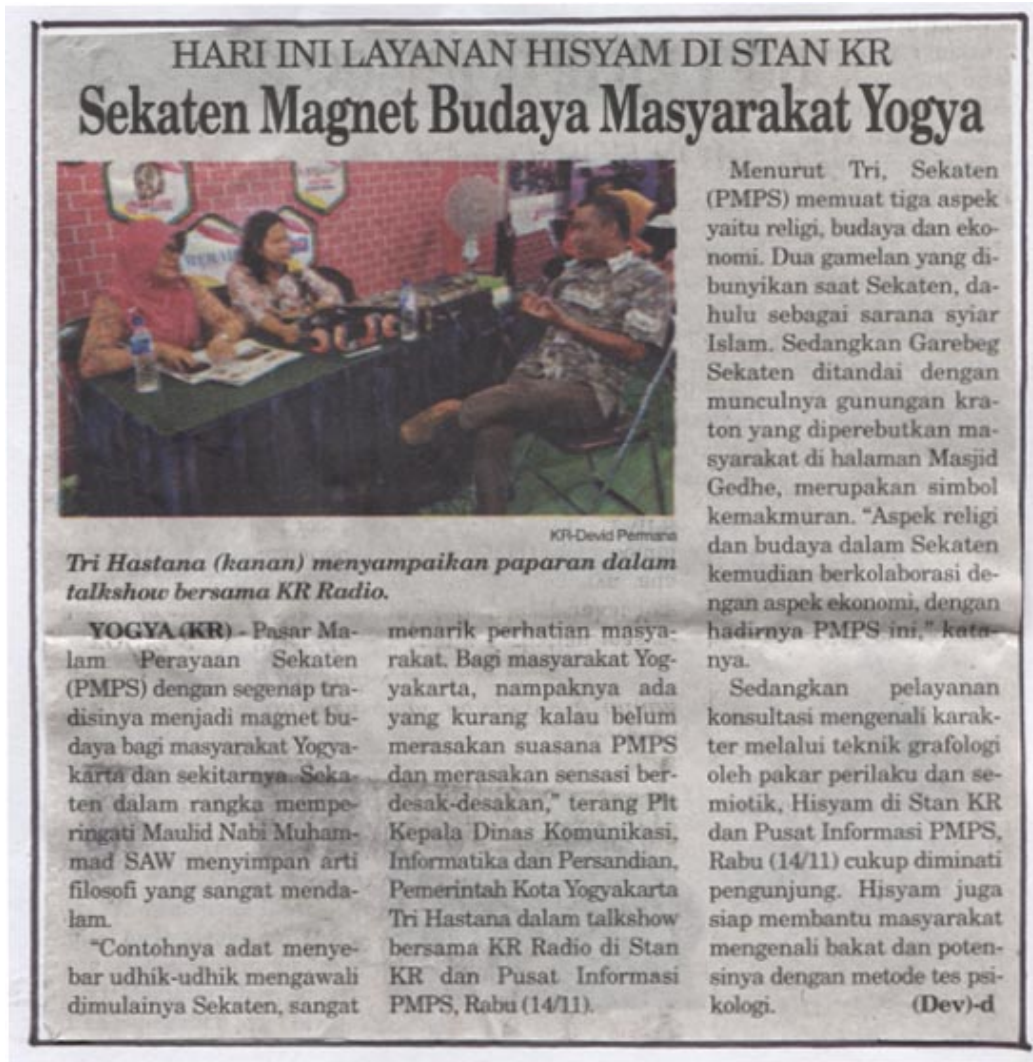 HARI INI LAYANAN HISYAM DI STAN KR
Sekaten Magnet Budaya Masyarakat Yogya
KR-Devid Permana
Tri Hastana (kanan) menyampaikan paparan dalam
talkshow bersama KR Radio.
YOGYA (KR) - Pasar Ma-
lam Perayaan Sekaten
(PMPS) dengan segenap tra-
disinya menjadi magnet bu-
daya bagi masyarakat Yogya-
karta dan sekitarnya. Seka-
ten dalam rangka mempe-
ringati Maulid Nabi Muham-
mad SAW menyimpan arti
filosofi yang sangat menda-
lam.
"Contohnya adat menye-
bar udhik-udhik mengawali
dimulainya Sekaten, sangat
menarik perhatian masya-
rakat. Bagi masyarakat Yog-
yakarta, nampaknya ada
yang kurang kalau belum
merasakan suasana PMPS
dan merasakan sensasi ber-
desak-desakan," terang Plt
Kepala Dinas Komunikasi,
Informatika dan Persandian,
Pemerintah Kota Yogyakarta
Tri Hastana dalam talkshow
bersama KR Radio di Stan
KR dan Pusat Informasi
PMPS, Rabu (14/11).
Menurut Tri, Sekaten
(PMPS) memuat tiga aspek
yaitu religi, budaya dan eko-
nomi. Dua gamelan yang di-
bunyikan saat Sekaten, da-
hulu sebagai sarana syiar
Islam. Sedangkan Garebeg
Sekaten ditandai dengan
munculnya gunungan kra-
ton yang diperebutkan ma-
syarakat di halaman Masjid
Gedhe, merupakan simbol
kemakmuran. "Aspek religi
dan budaya dalam Sekaten
kemudian berkolaborasi de-
ngan aspek ekonomi, dengan
hadirnya PMPS ini," kata-
nya.
Sedangkan pelayanan
konsultasi mengenali karak-
ter melalui teknik grafologi
oleh pakar perilaku dan se-
miotik, Hisyam di Stan KR
dan Pusat Informasi PMPS,
Rabu (14/11) cukup diminati
pengunjung. Hisyam juga
siap membantu masyarakat
mengenali bakat dan poten-
sinya dengan metode tes psi-
kologi. (Dev)-d